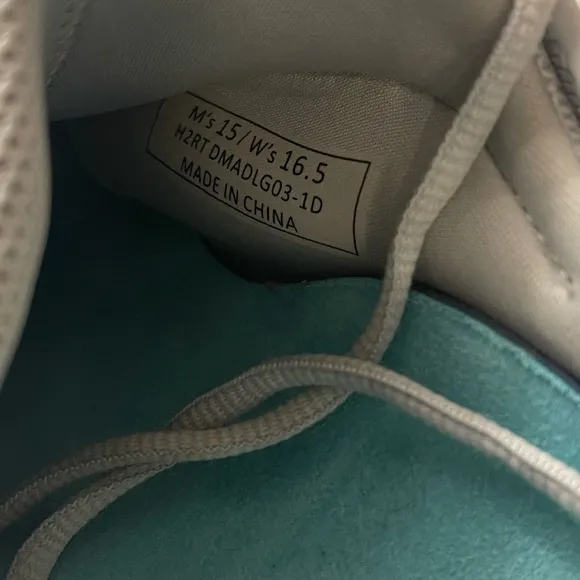 M's 15/W's 16.5
H2RT DMADLG03-1D
MADE IN CHINA